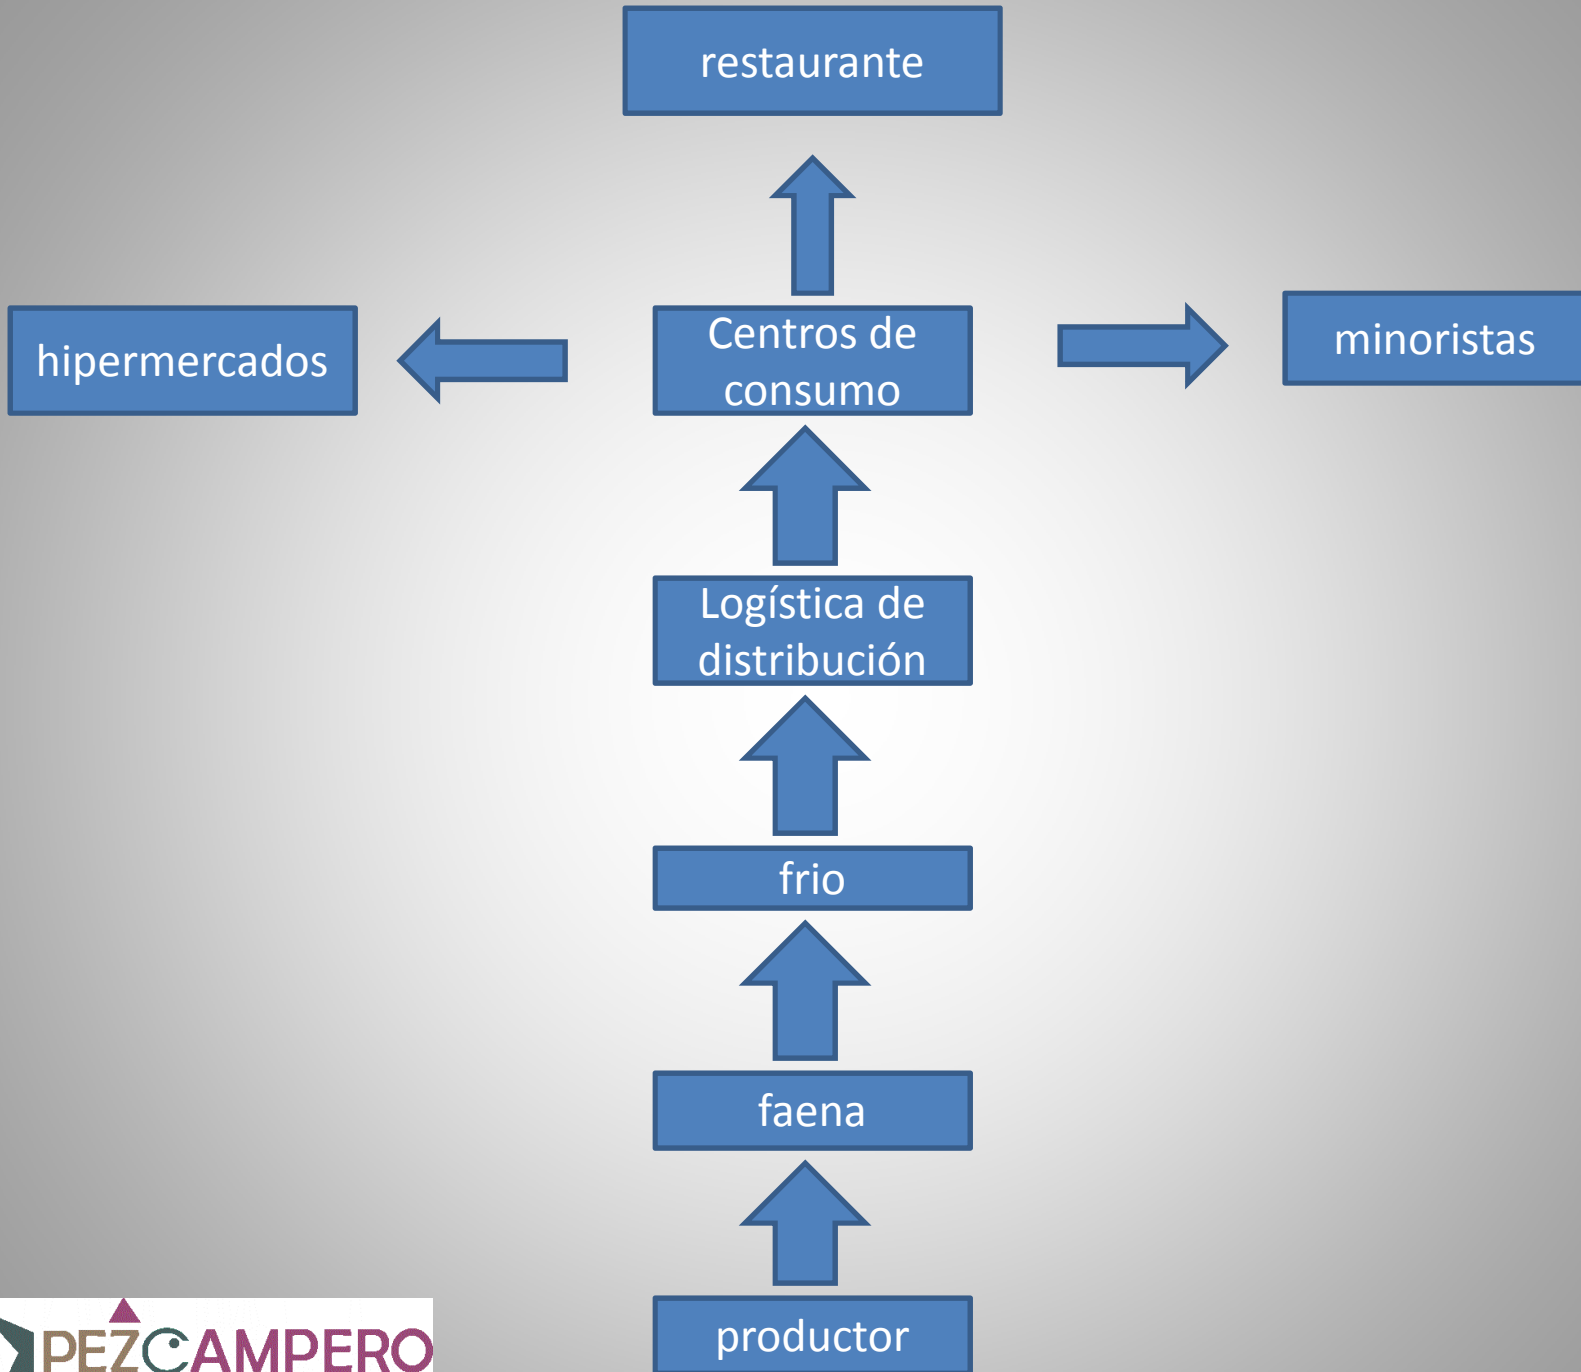 restaurante
hipermercados
Centros de
consumo
minoristas
Logística de
distribución
frio
faena
productor
PEZCAMPERO